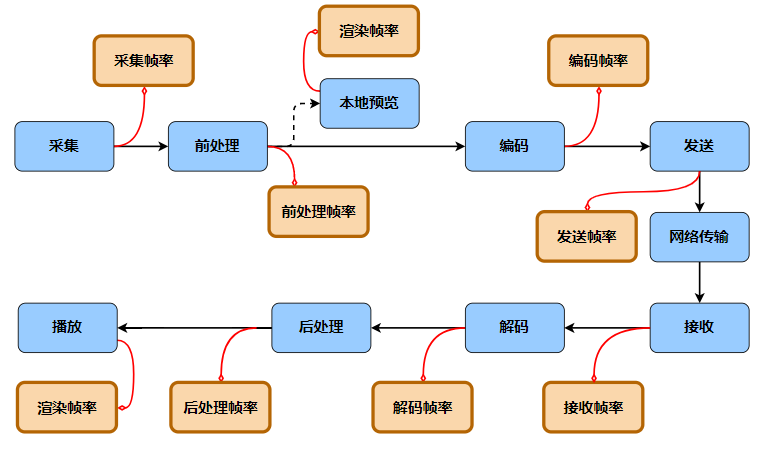 渲染帧率
采集帧率
编码帧率
本地预览
采集
前处理
编码
发送
前处理帧率
发送帧率
网络传输
播放
后处理
解码
接收
渲染帧率
后处理帧率
解码帧率
接收帧率